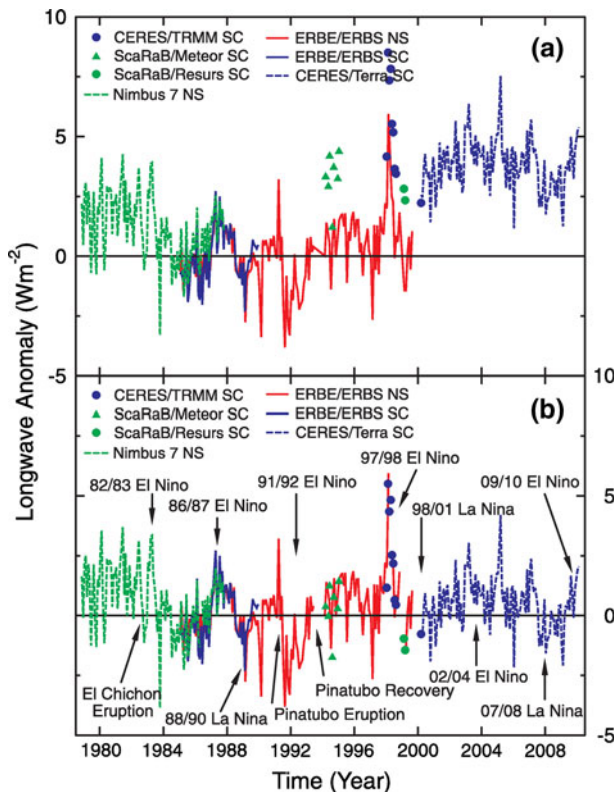 10
CERES/TRMM SC
ERBE/ERBS NS
(a)
ScaRaB/Meteor SC
ERBE/ERBS SC
ScaRaB/Resurs SC
CERES/Terra SC
Nimbus 7 NS
5
0
-5
10
CERES/TRMM SC
ERBE/ERBS NS
(b)
ScaRaB/Meteor SC
ERBE/ERBS SC
ScaRaB/Resurs SC
CERES/Terra SC
Nimbus 7 NS
97/98 El Nino
82/83 El Nino
91/92 El Nino
09/10 El Nino
86/87 El Nino
98/01 La Nina
5
0
El Chichon
Eruption
88/90 La Nina
Pinatubo Eruption
Pinatubo Recovery
02/04 El Nino
07/08 La Nina
-5
1980 1984 1988 1992 1996 2000 2004 2008
Time (Year)
Longwave Anomaly (Wm-2)